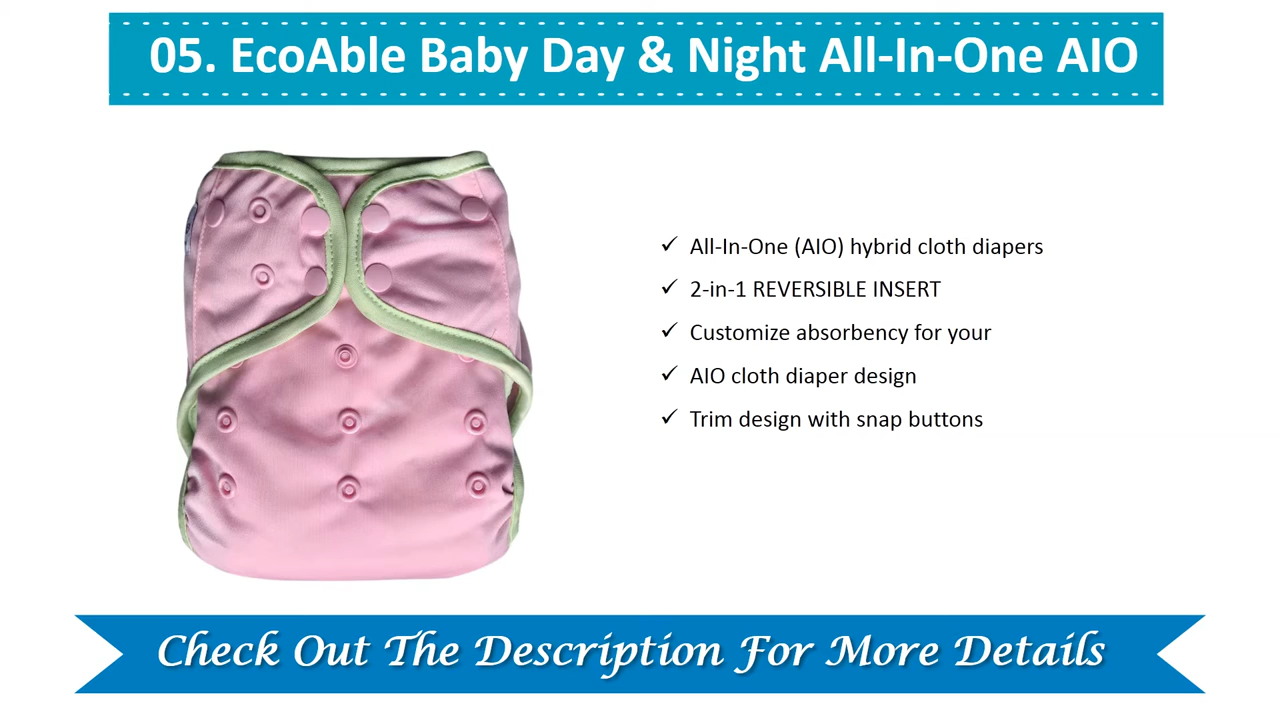 05. EcoAble Baby Day & Night All-In-One AIO
✓ All-In-One (AIO) hybrid cloth diapers
✓ 2-in-1 REVERSIBLE INSERT
✓ Customize absorbency for your
✓ AIO cloth diaper design
✓ Trim design with snap buttons
Check Out The Description For More Details